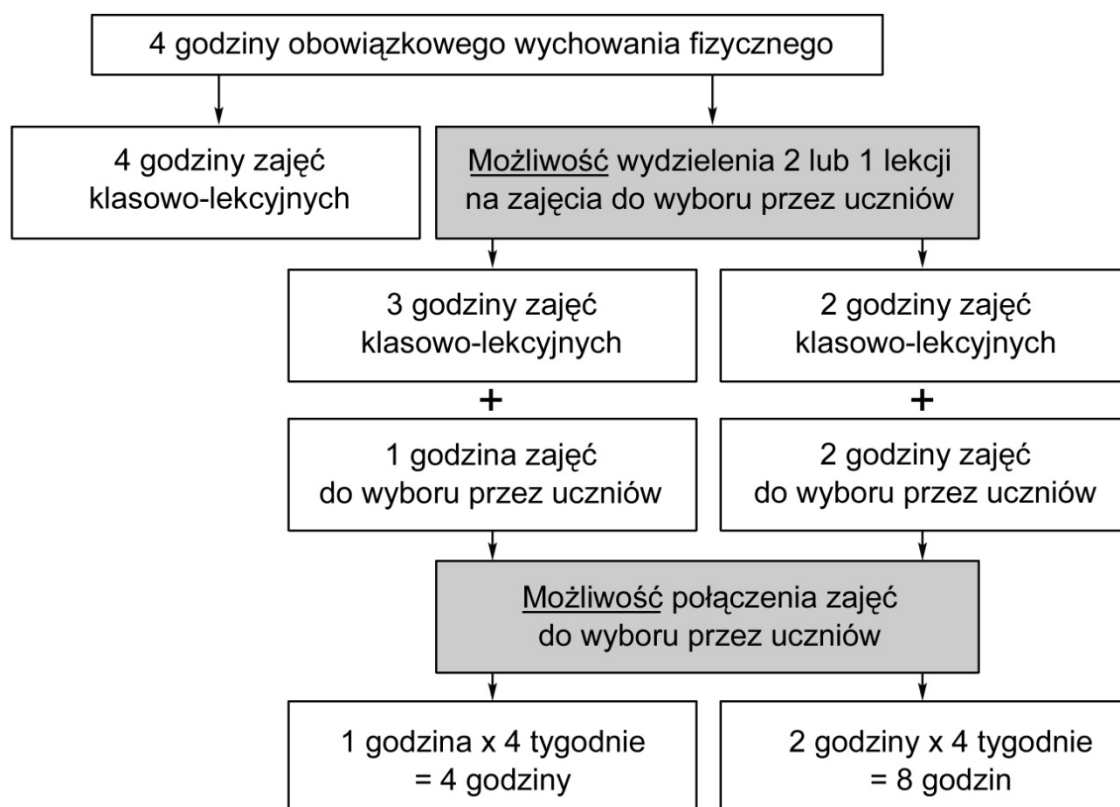 4 godziny obowiązkowego wychowania fizycznego
4 godziny zajęć
klasowo-lekcyjnych
Możliwość wydzielenia 2 lub 1 lekcji
na zajęcia do wyboru przez uczniów
3 godziny zajęć
klasowo-lekcyjnych
2 godziny zajęć
klasowo-lekcyjnych
+
+
1 godzina zajęć
do wyboru przez uczniów
2 godziny zajęć
do wyboru przez uczniów
Możliwość połączenia zajęć
do wyboru przez uczniów
1 godzina x 4 tygodnie
= 4 godziny
2 godziny x 4 tygodnie
= 8 godzin